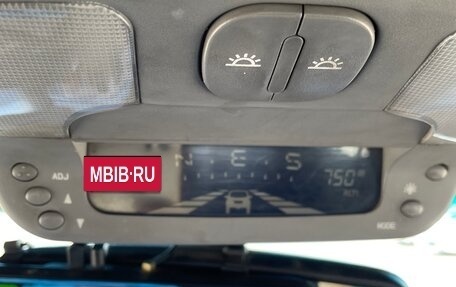 N E S
ADJ
MBIB.RU
750
MODE